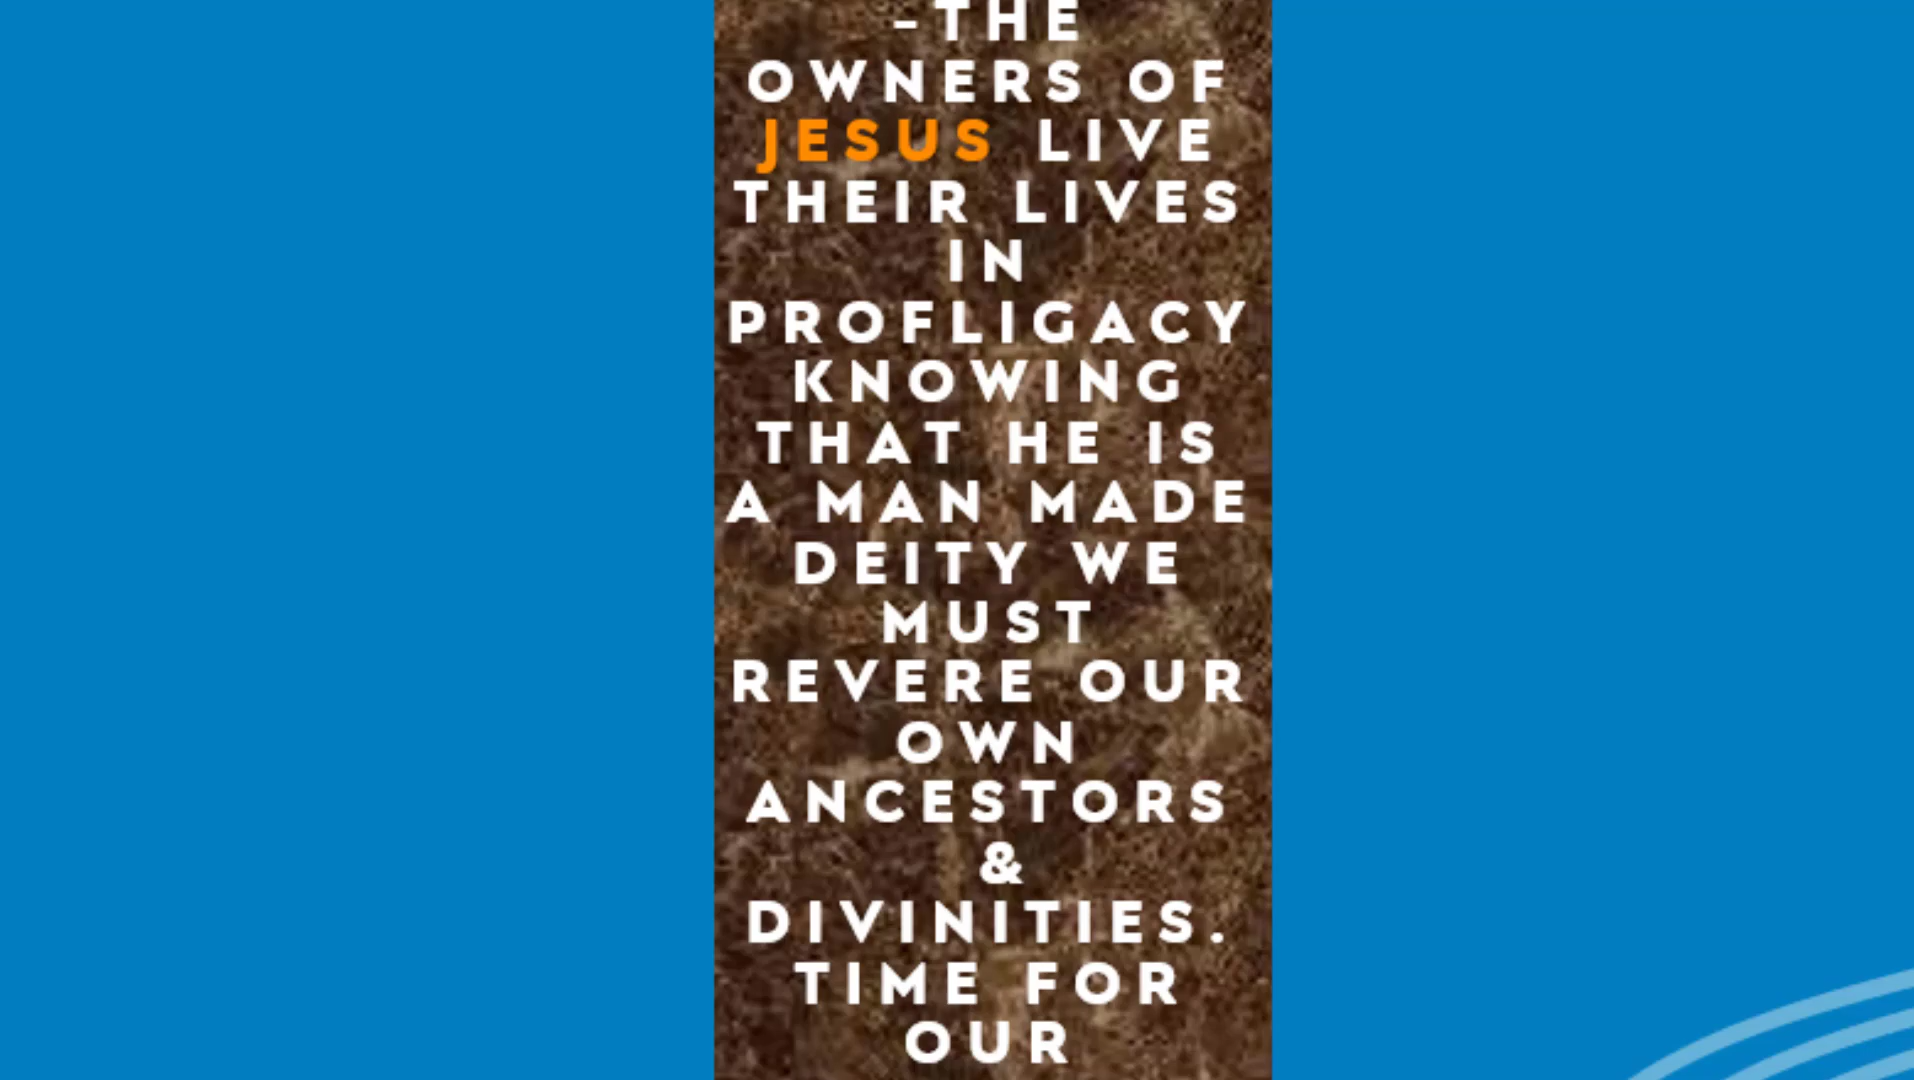 -THE
OWNERS OF
JESUS LIVE
THEIR LIVES
IN
PROFLIGACY
KNOWING
THAT HE IS
A MAN MADE
DEITY WE
MUST
REVERE OUR
OWN
ANCESTORS
&
DIVINITIES.
TIME FOR
OUR